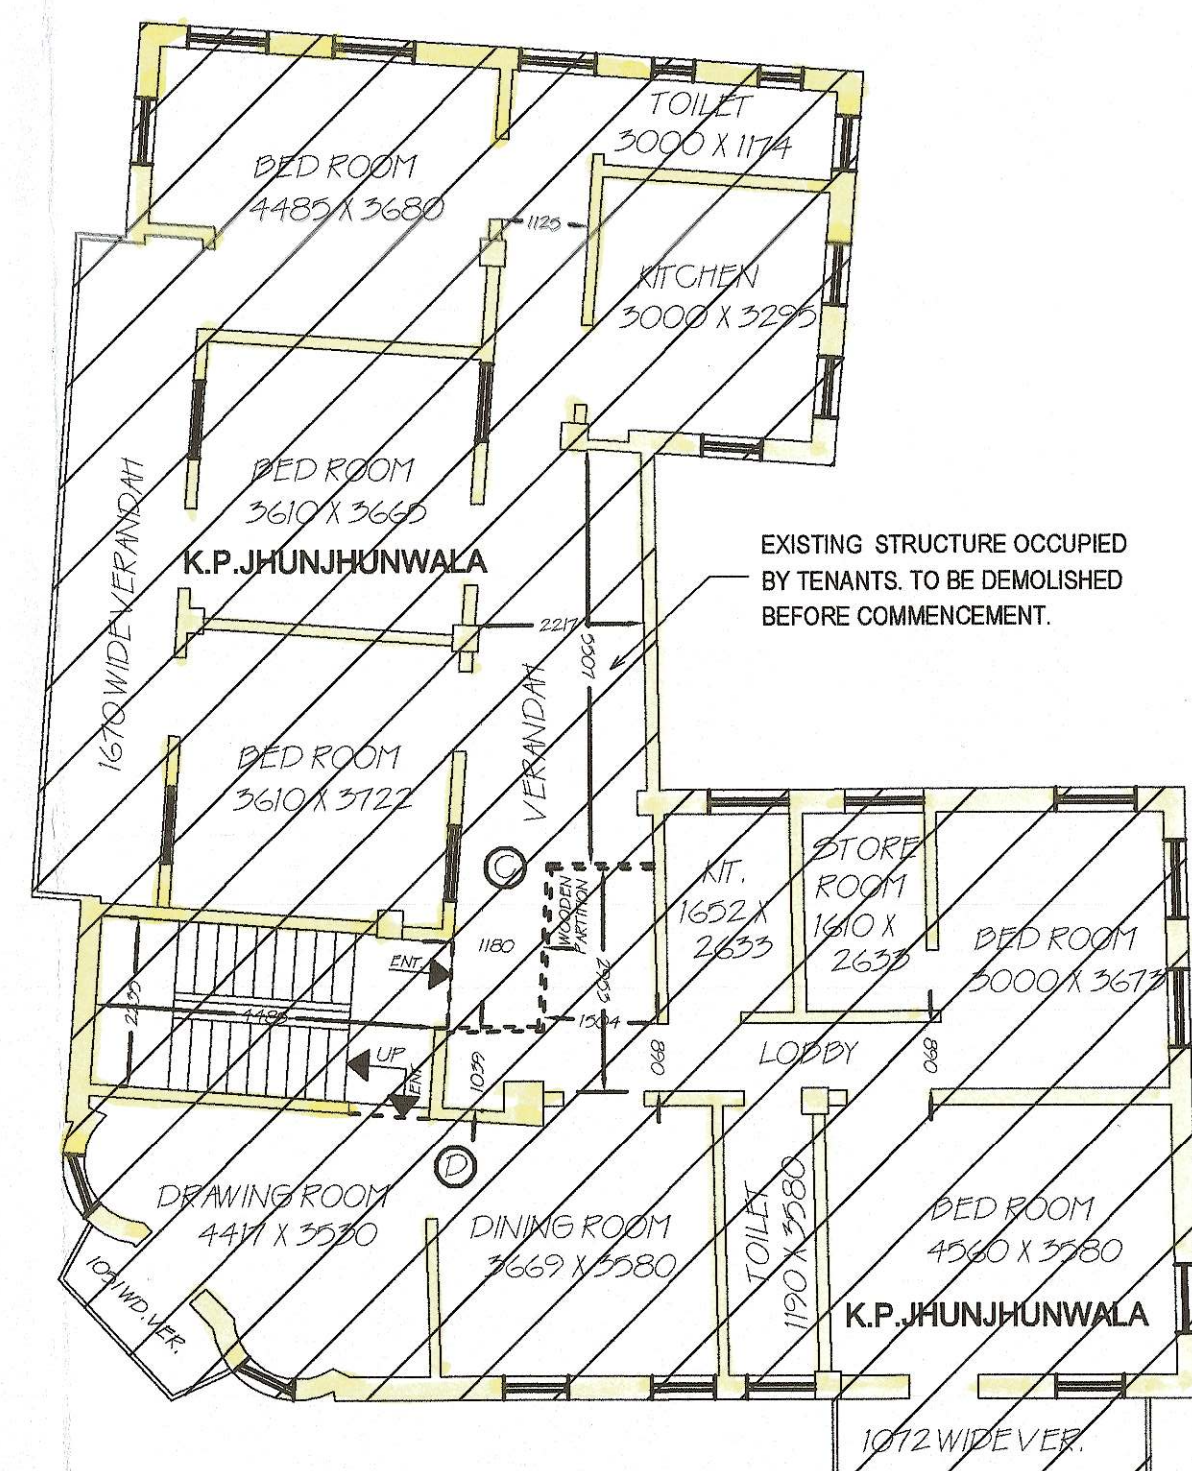 TOILET
3000 X 1174
BED ROOM
4485 X 3680
1125
KITCHEN
3000 X 3295
BED ROOM
3610 X 3665
K.P.JHUNJHUNWALA
1670 WIDE VERANDAH
EXISTING STRUCTURE OCCUPIED
BY TENANTS. TO BE DEMOLISHED
BEFORE COMMENCEMENT.
2217
5507
VERANDAH
BED ROOM
3610 X 3722
C
WOODEN
PARTITION
KIT.
1652 X
2633
STORE
ROOM
1610 X
2633
BED ROOM
3000 X 3673
1180
ENT.
2235
4485
2953
1504
UP
ENT.
1039
890
LOBBY
890
D
DRAWING ROOM
4417 X 3530
DINING ROOM
3669 X 3580
TOILET
1190 X 3580
BED ROOM
4560 X 3580
K.P.JHUNJHUNWALA
1051 WD. VER.
1072 WIDE VER.